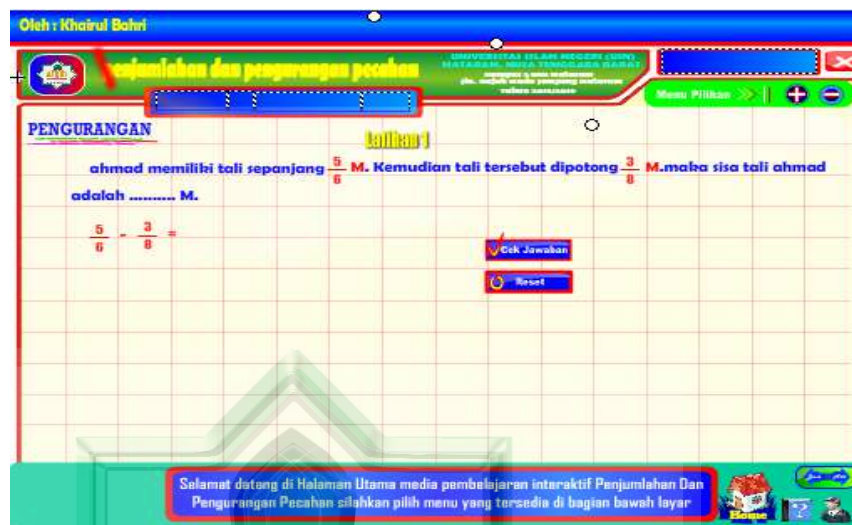 Oleh : Khairul Bahri
penjumlahan dan pengurangan pecahan
UNIVERSITAS ISLAM NEGERI (UIN)
MATARAM, NUSA TENGGARA BARAT
Menu Pilihan
PENGURANGAN
Latihan 1
ahmad memiliki tali sepanjang 5/6 M. Kemudian tali tersebut dipotong 3/8 M.maka sisa tali ahmad
adalah .......... M.
5/6 - 3/8 =
Cek Jawaban
Reset
Selamat datang di Halaman Utama media pembelajaran interaktif Penjumlahan Dan
Pengurangan Pecahan silahkan pilih menu yang tersedia di bagian bawah layar
Home